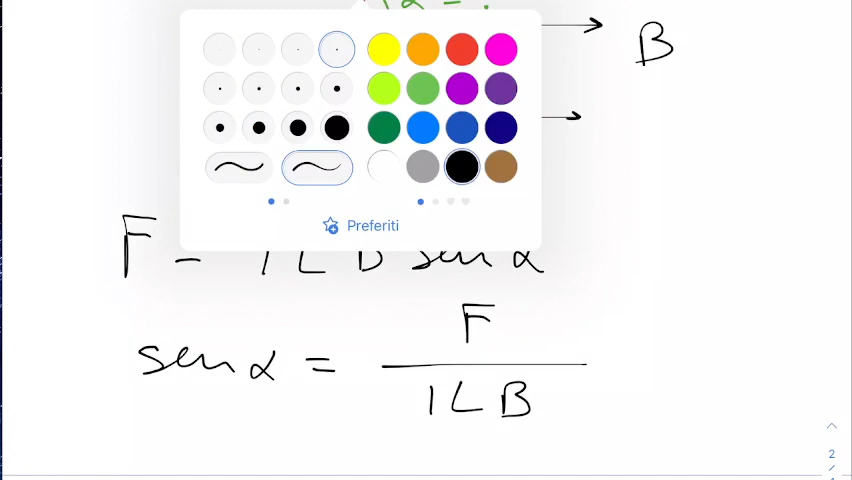 α = ?
B
Preferiti
F = I L B sen α
F
sen α =
I L B
2
/